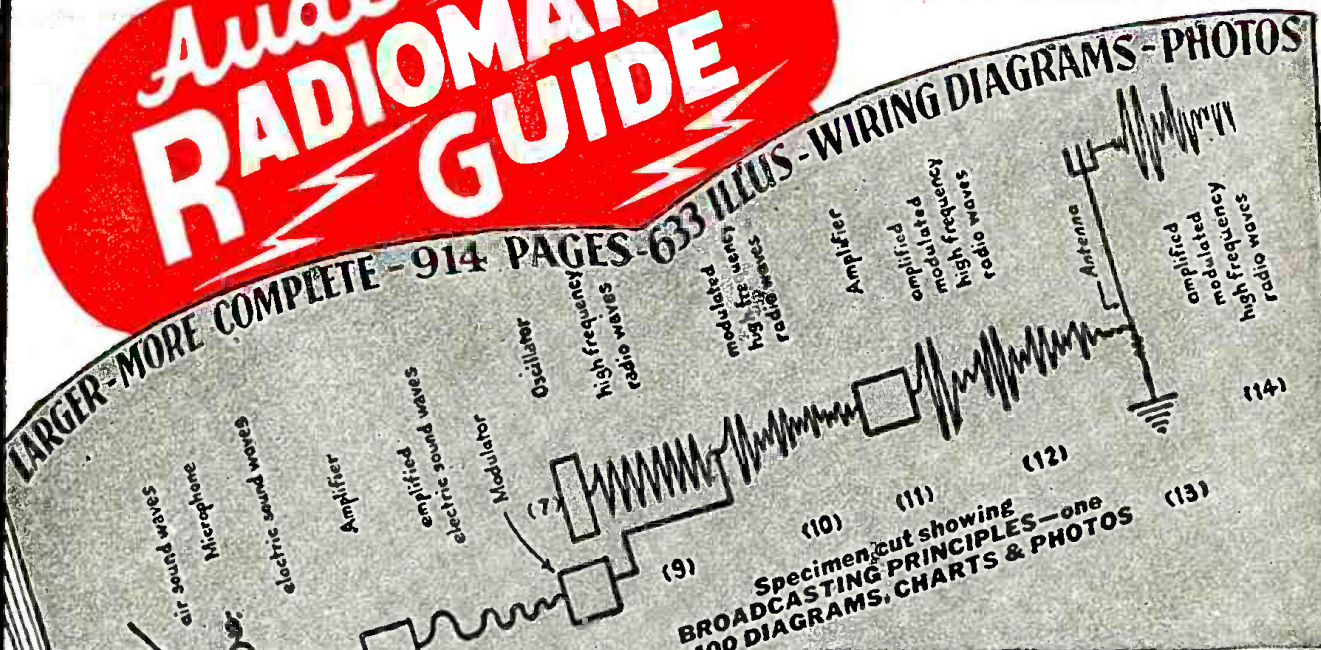 RADIOMAN
GUIDE
LARGER-MORE COMPLETE-914 PAGES-633 ILLUS-WIRING DIAGRAMS-PHOTOS
air sound waves
Microphone
electric sound waves
Amplifier
amplified
electric sound waves
Modulator
Oscillator
high frequency
radio waves
modulated
high frequency
radio waves
Amplifier
amplified
modulated
high frequency
radio waves
Antenna
amplified
modulated
high frequency
radio waves
(7)
(9)
(10)
(11)
(12)
(13)
(14)
Specimen cut showing
BROADCASTING PRINCIPLES—one
400 DIAGRAMS, CHARTS & PHOTOS